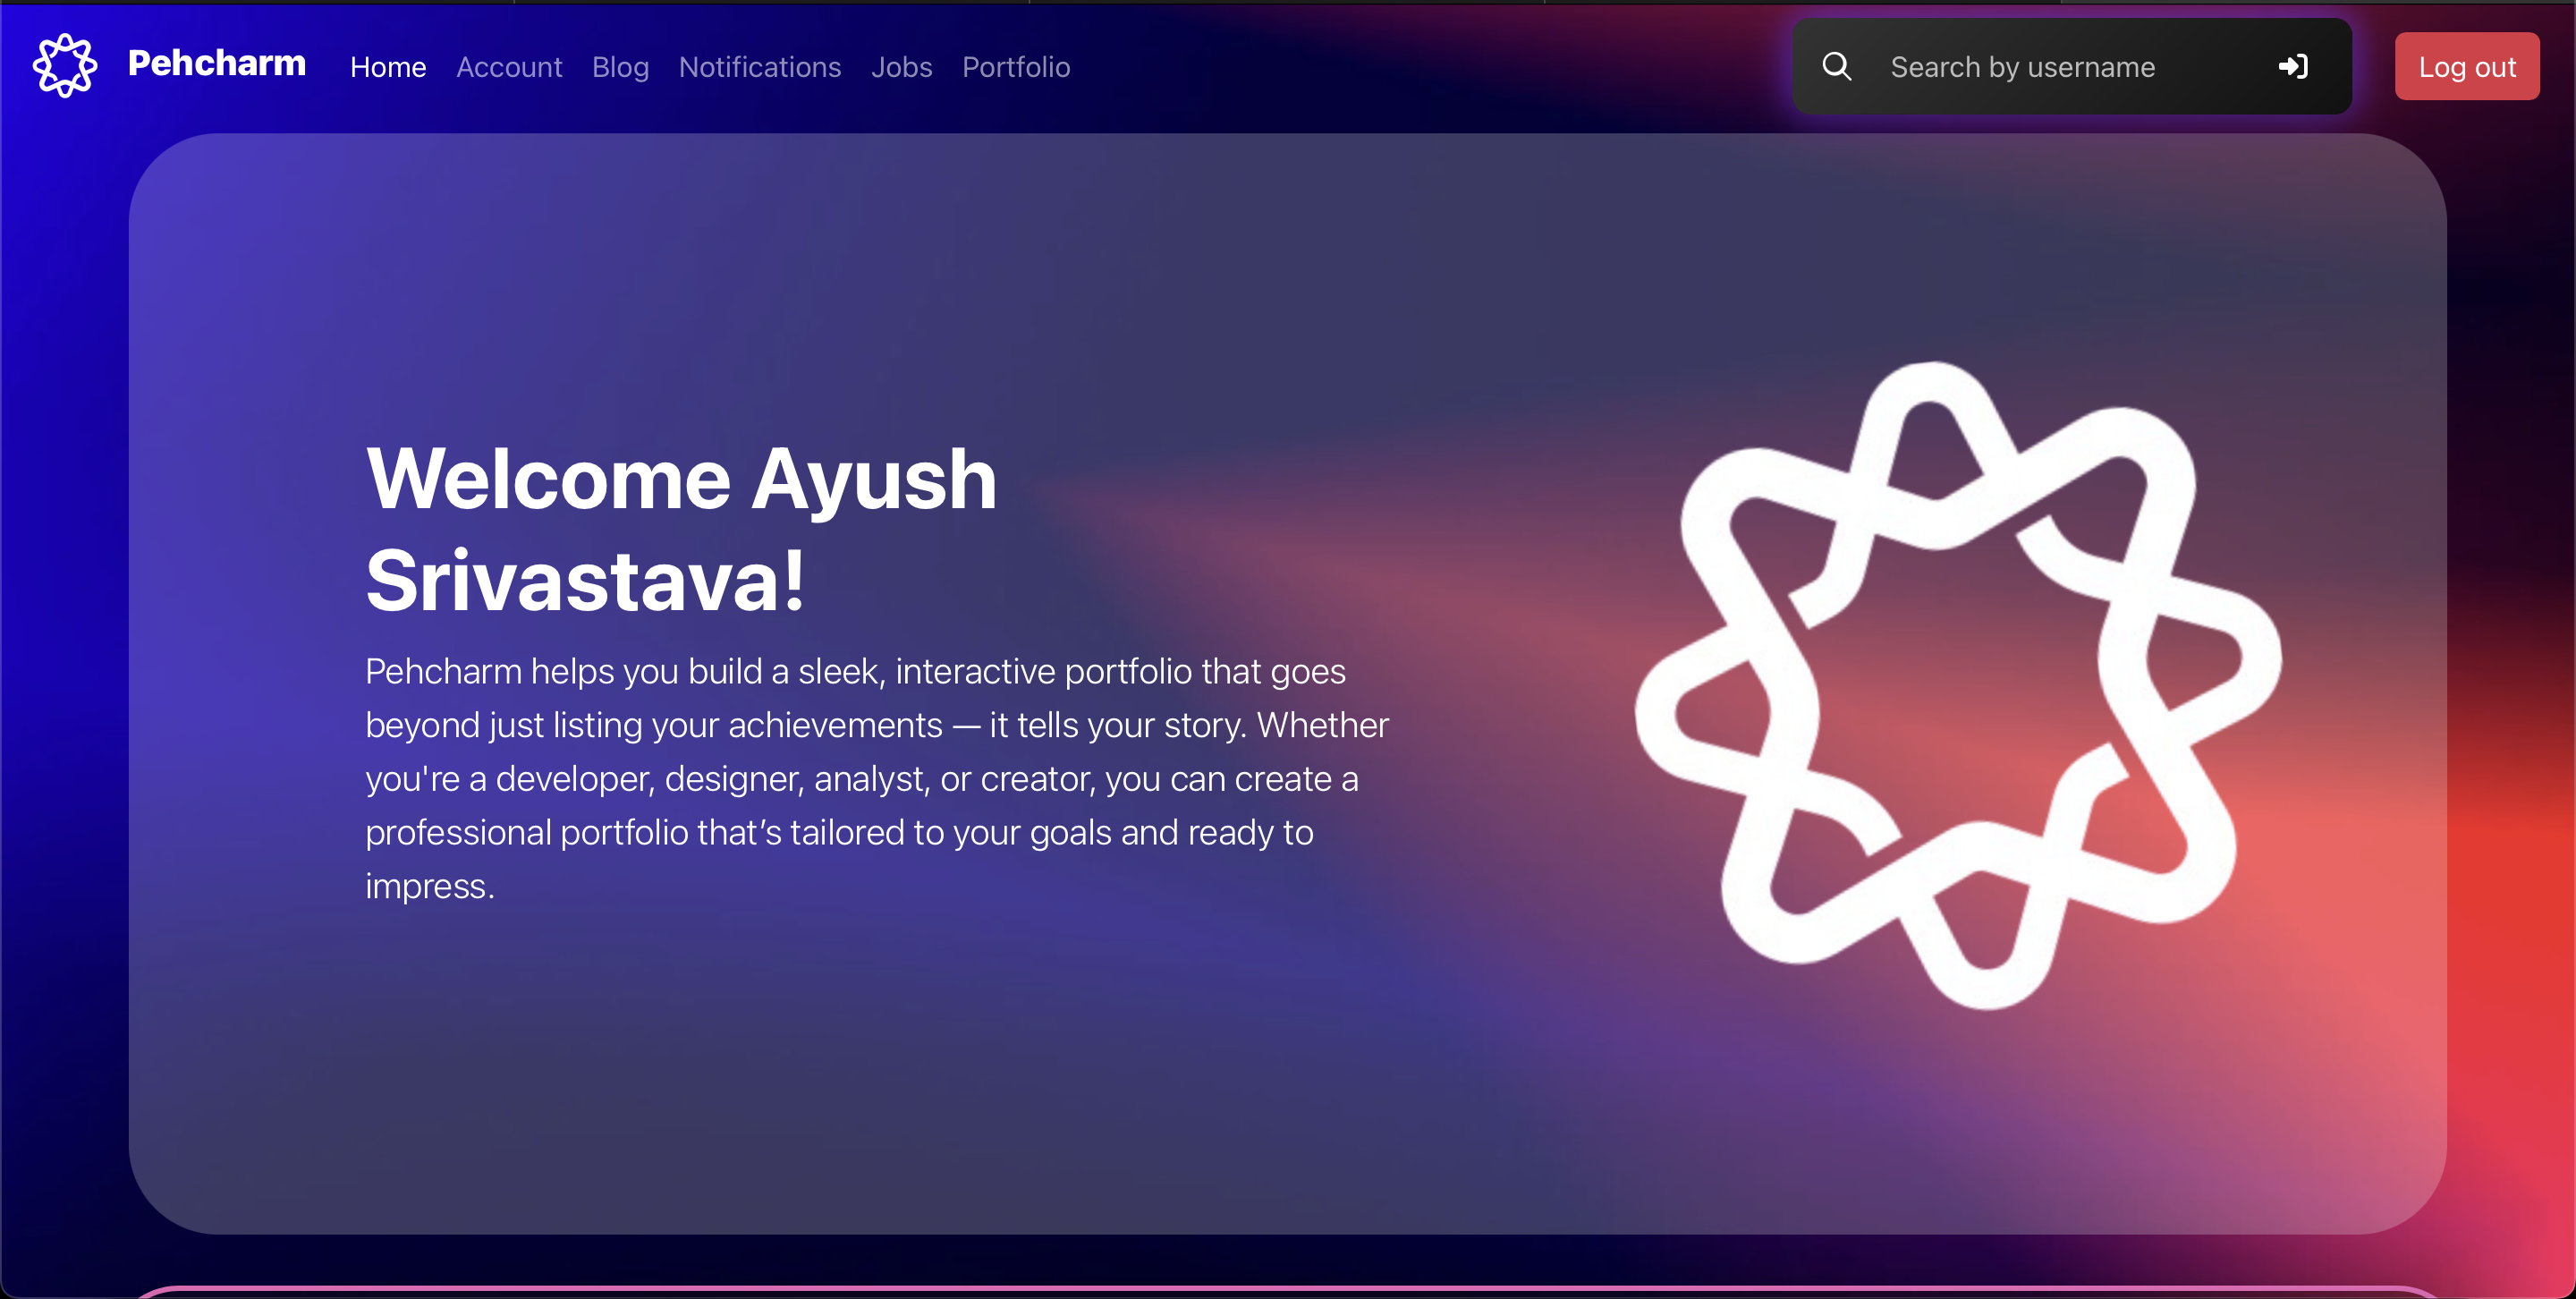 Pehcharm Home Account Blog Notifications Jobs Portfolio Search by username Log out
Welcome Ayush
Srivastava!
Pehcharm helps you build a sleek, interactive portfolio that goes
beyond just listing your achievements — it tells your story. Whether
you're a developer, designer, analyst, or creator, you can create a
professional portfolio that’s tailored to your goals and ready to
impress.